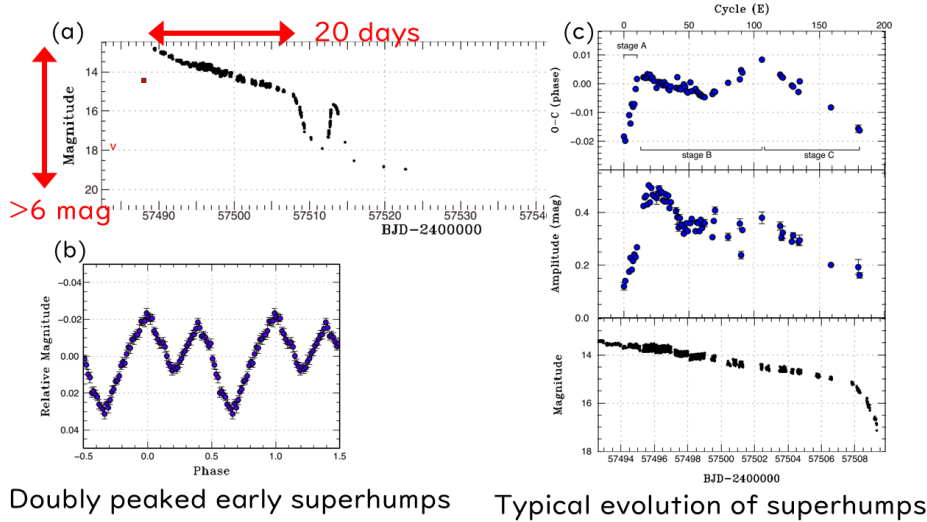 (a)
20 days
14
16
18
20
Magnitude
V
>6 mag
57490
57500
57510
57520
57530
5754
BJD-2400000
(b)
-0.04
-0.02
0.00
0.02
0.04
Relative Magnitude
-0.5
0.0
0.5
1.0
1.5
Phase
Doubly peaked early superhumps
(c)
Cycle (E)
0
50
100
150
200
stage A
0.01
0.00
-0.01
-0.02
O-C (phase)
stage B
stage C
0.4
0.2
0.0
Amplitude (mag)
14
16
18
Magnitude
57494
57496
57498
57500
57502
57504
57506
57508
BJD-2400000
Typical evolution of superhumps